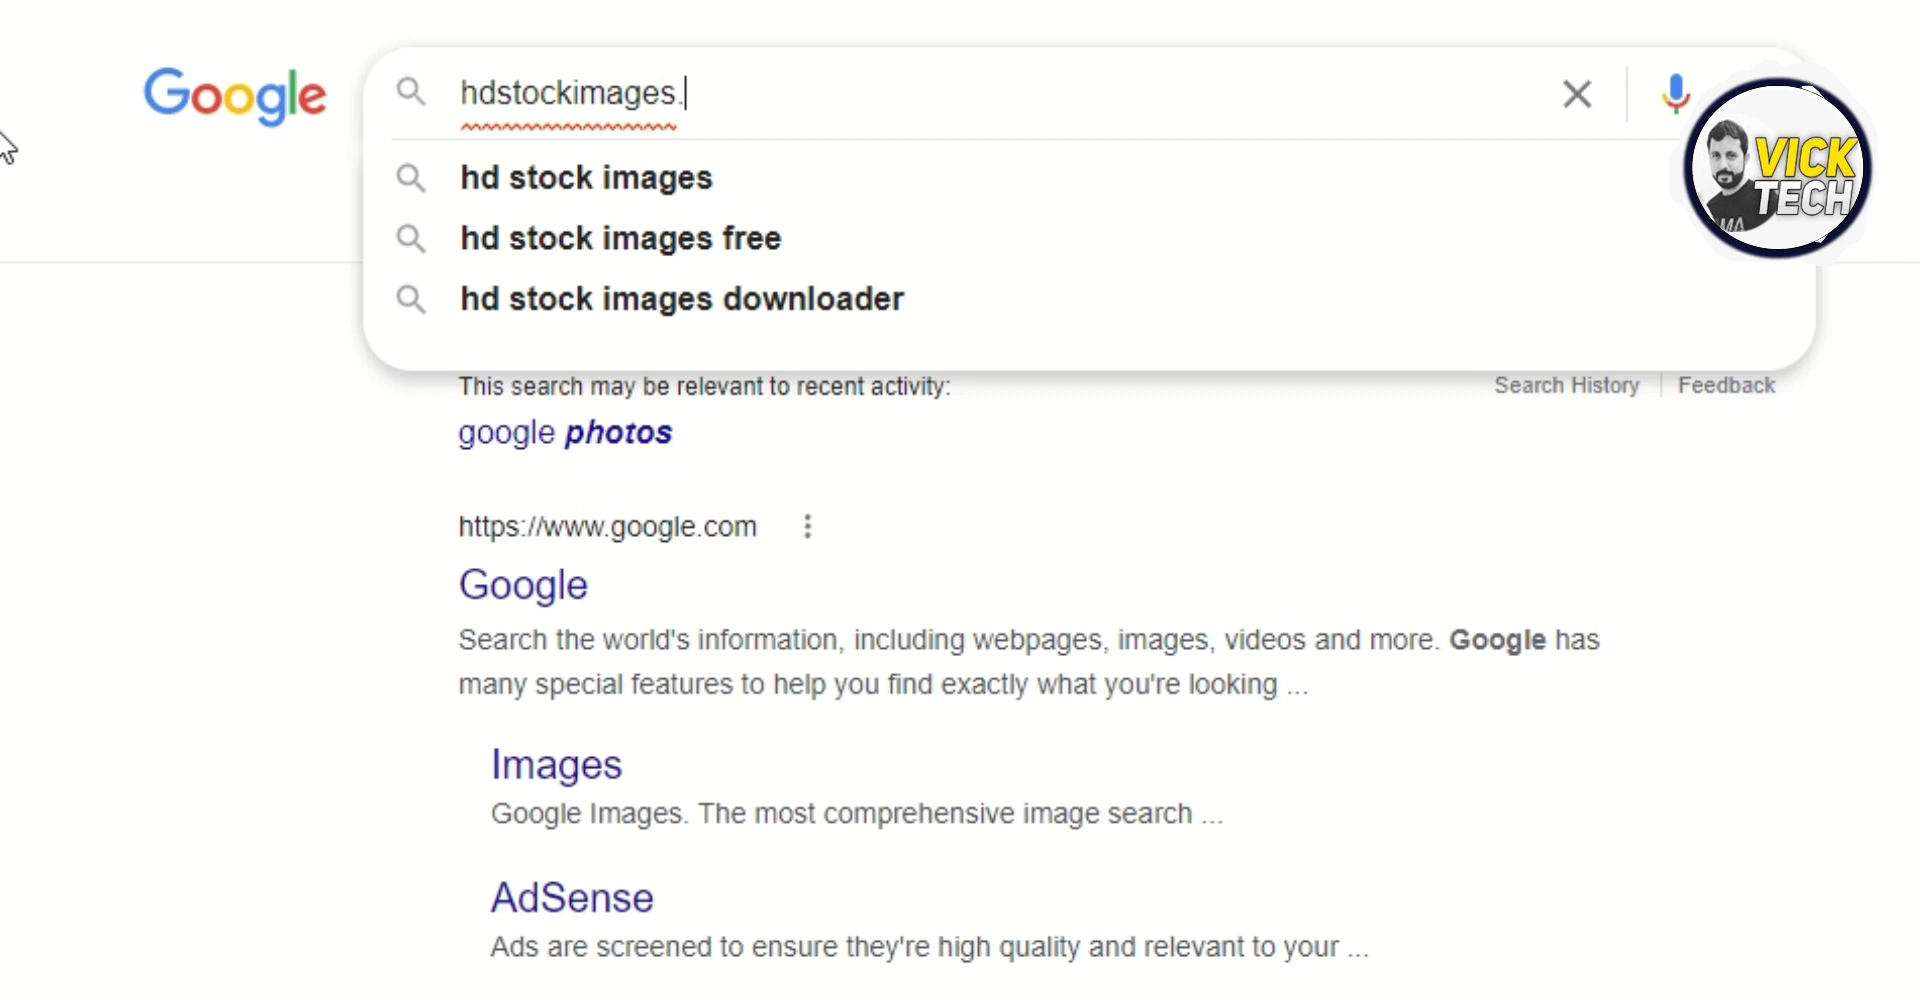 Google
hdstockimages.
hd stock images
hd stock images free
hd stock images downloader
VICK
TECH
This search may be relevant to recent activity:
Search History
Feedback
google photos
https://www.google.com
Google
Search the world's information, including webpages, images, videos and more. Google has
many special features to help you find exactly what you're looking ...
Images
Google Images. The most comprehensive image search ...
AdSense
Ads are screened to ensure they're high quality and relevant to your ...